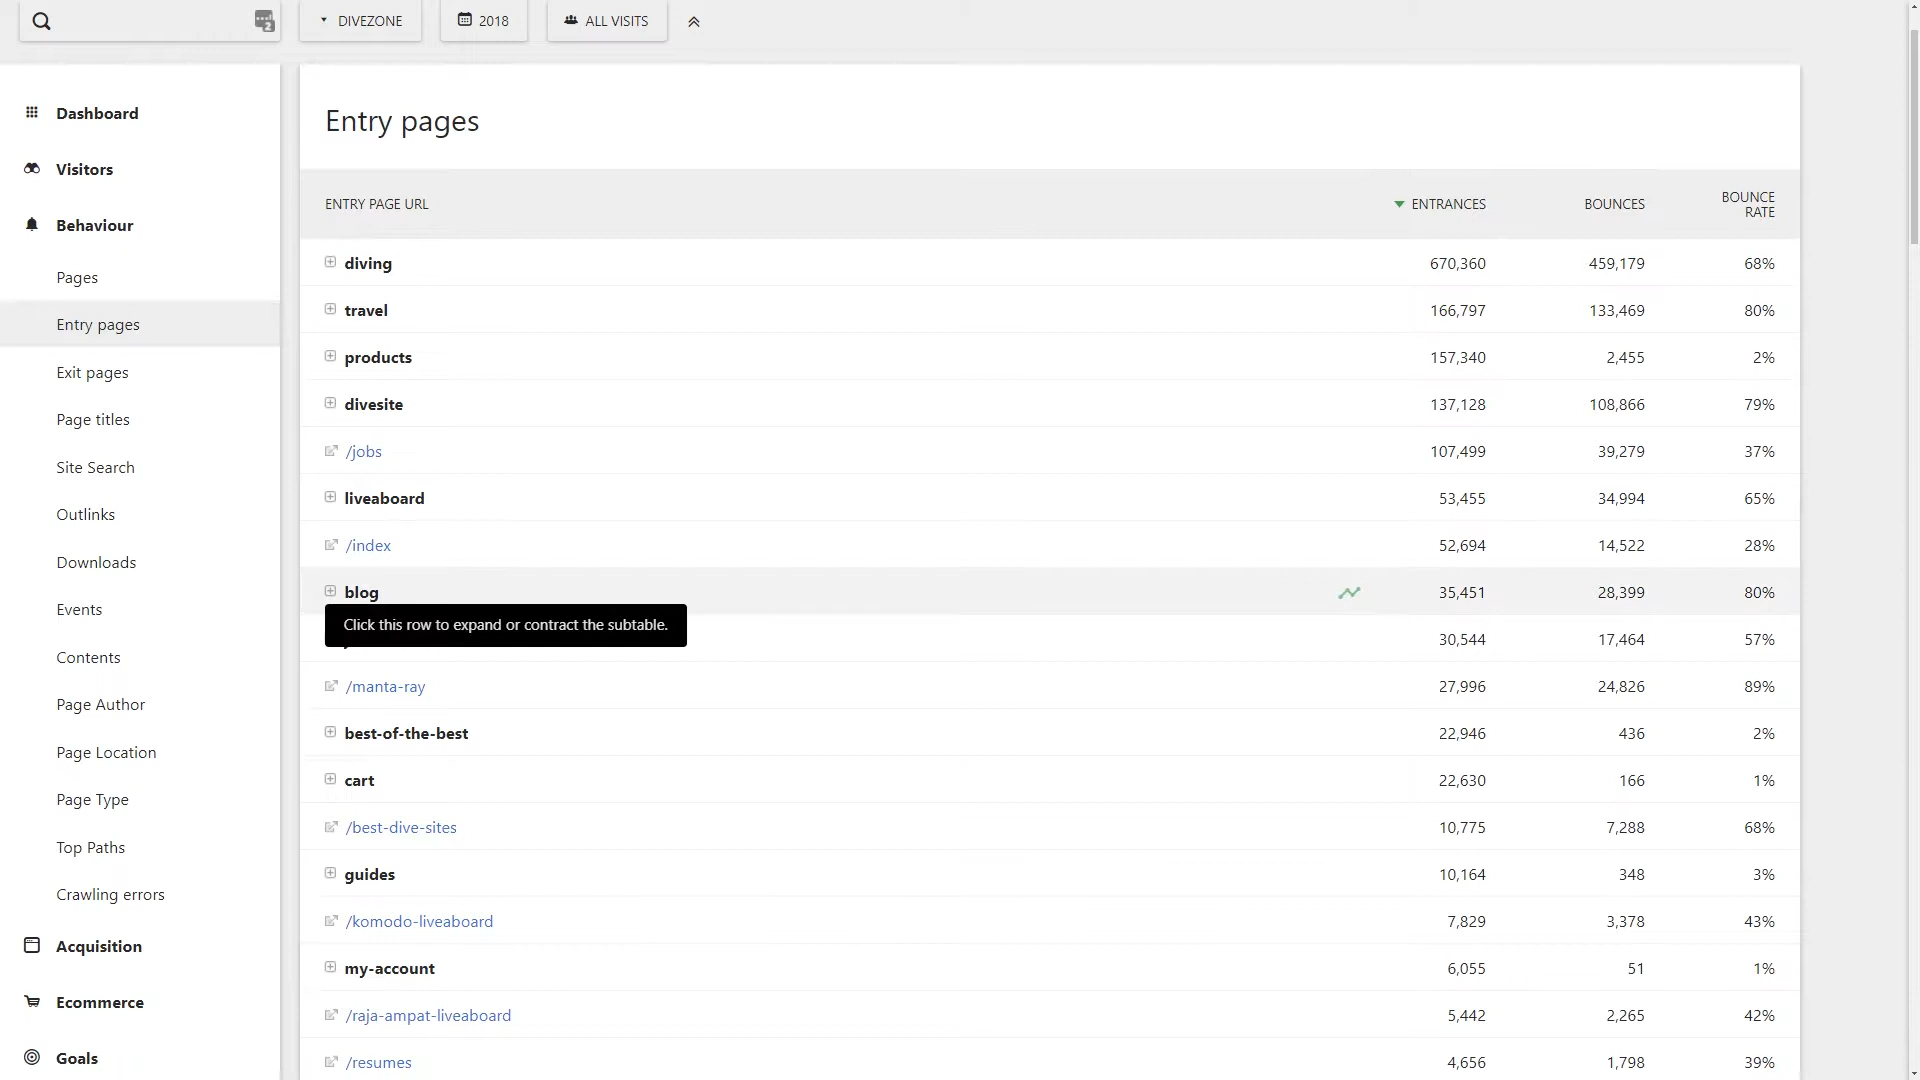 DIVEZONE 2018 ALL VISITS
2
Dashboard
Visitors
Behaviour
Pages
Entry pages
Exit pages
Page titles
Site Search
Outlinks
Downloads
Events
Contents
Page Author
Page Location
Page Type
Top Paths
Crawling errors
Acquisition
Ecommerce
Goals
Entry pages
ENTRY PAGE URL ENTRANCES BOUNCES BOUNCE
RATE
diving 670,360 459,179 68%
travel 166,797 133,469 80%
products 157,340 2,455 2%
divesite 137,128 108,866 79%
/jobs 107,499 39,279 37%
liveaboard 53,455 34,994 65%
/index 52,694 14,522 28%
blog 35,451 28,399 80%
Click this row to expand or contract the subtable.
30,544 17,464 57%
/manta-ray 27,996 24,826 89%
best-of-the-best 22,946 436 2%
cart 22,630 166 1%
/best-dive-sites 10,775 7,288 68%
guides 10,164 348 3%
/komodo-liveaboard 7,829 3,378 43%
my-account 6,055 51 1%
/raja-ampat-liveaboard 5,442 2,265 42%
/resumes 4,656 1,798 39%